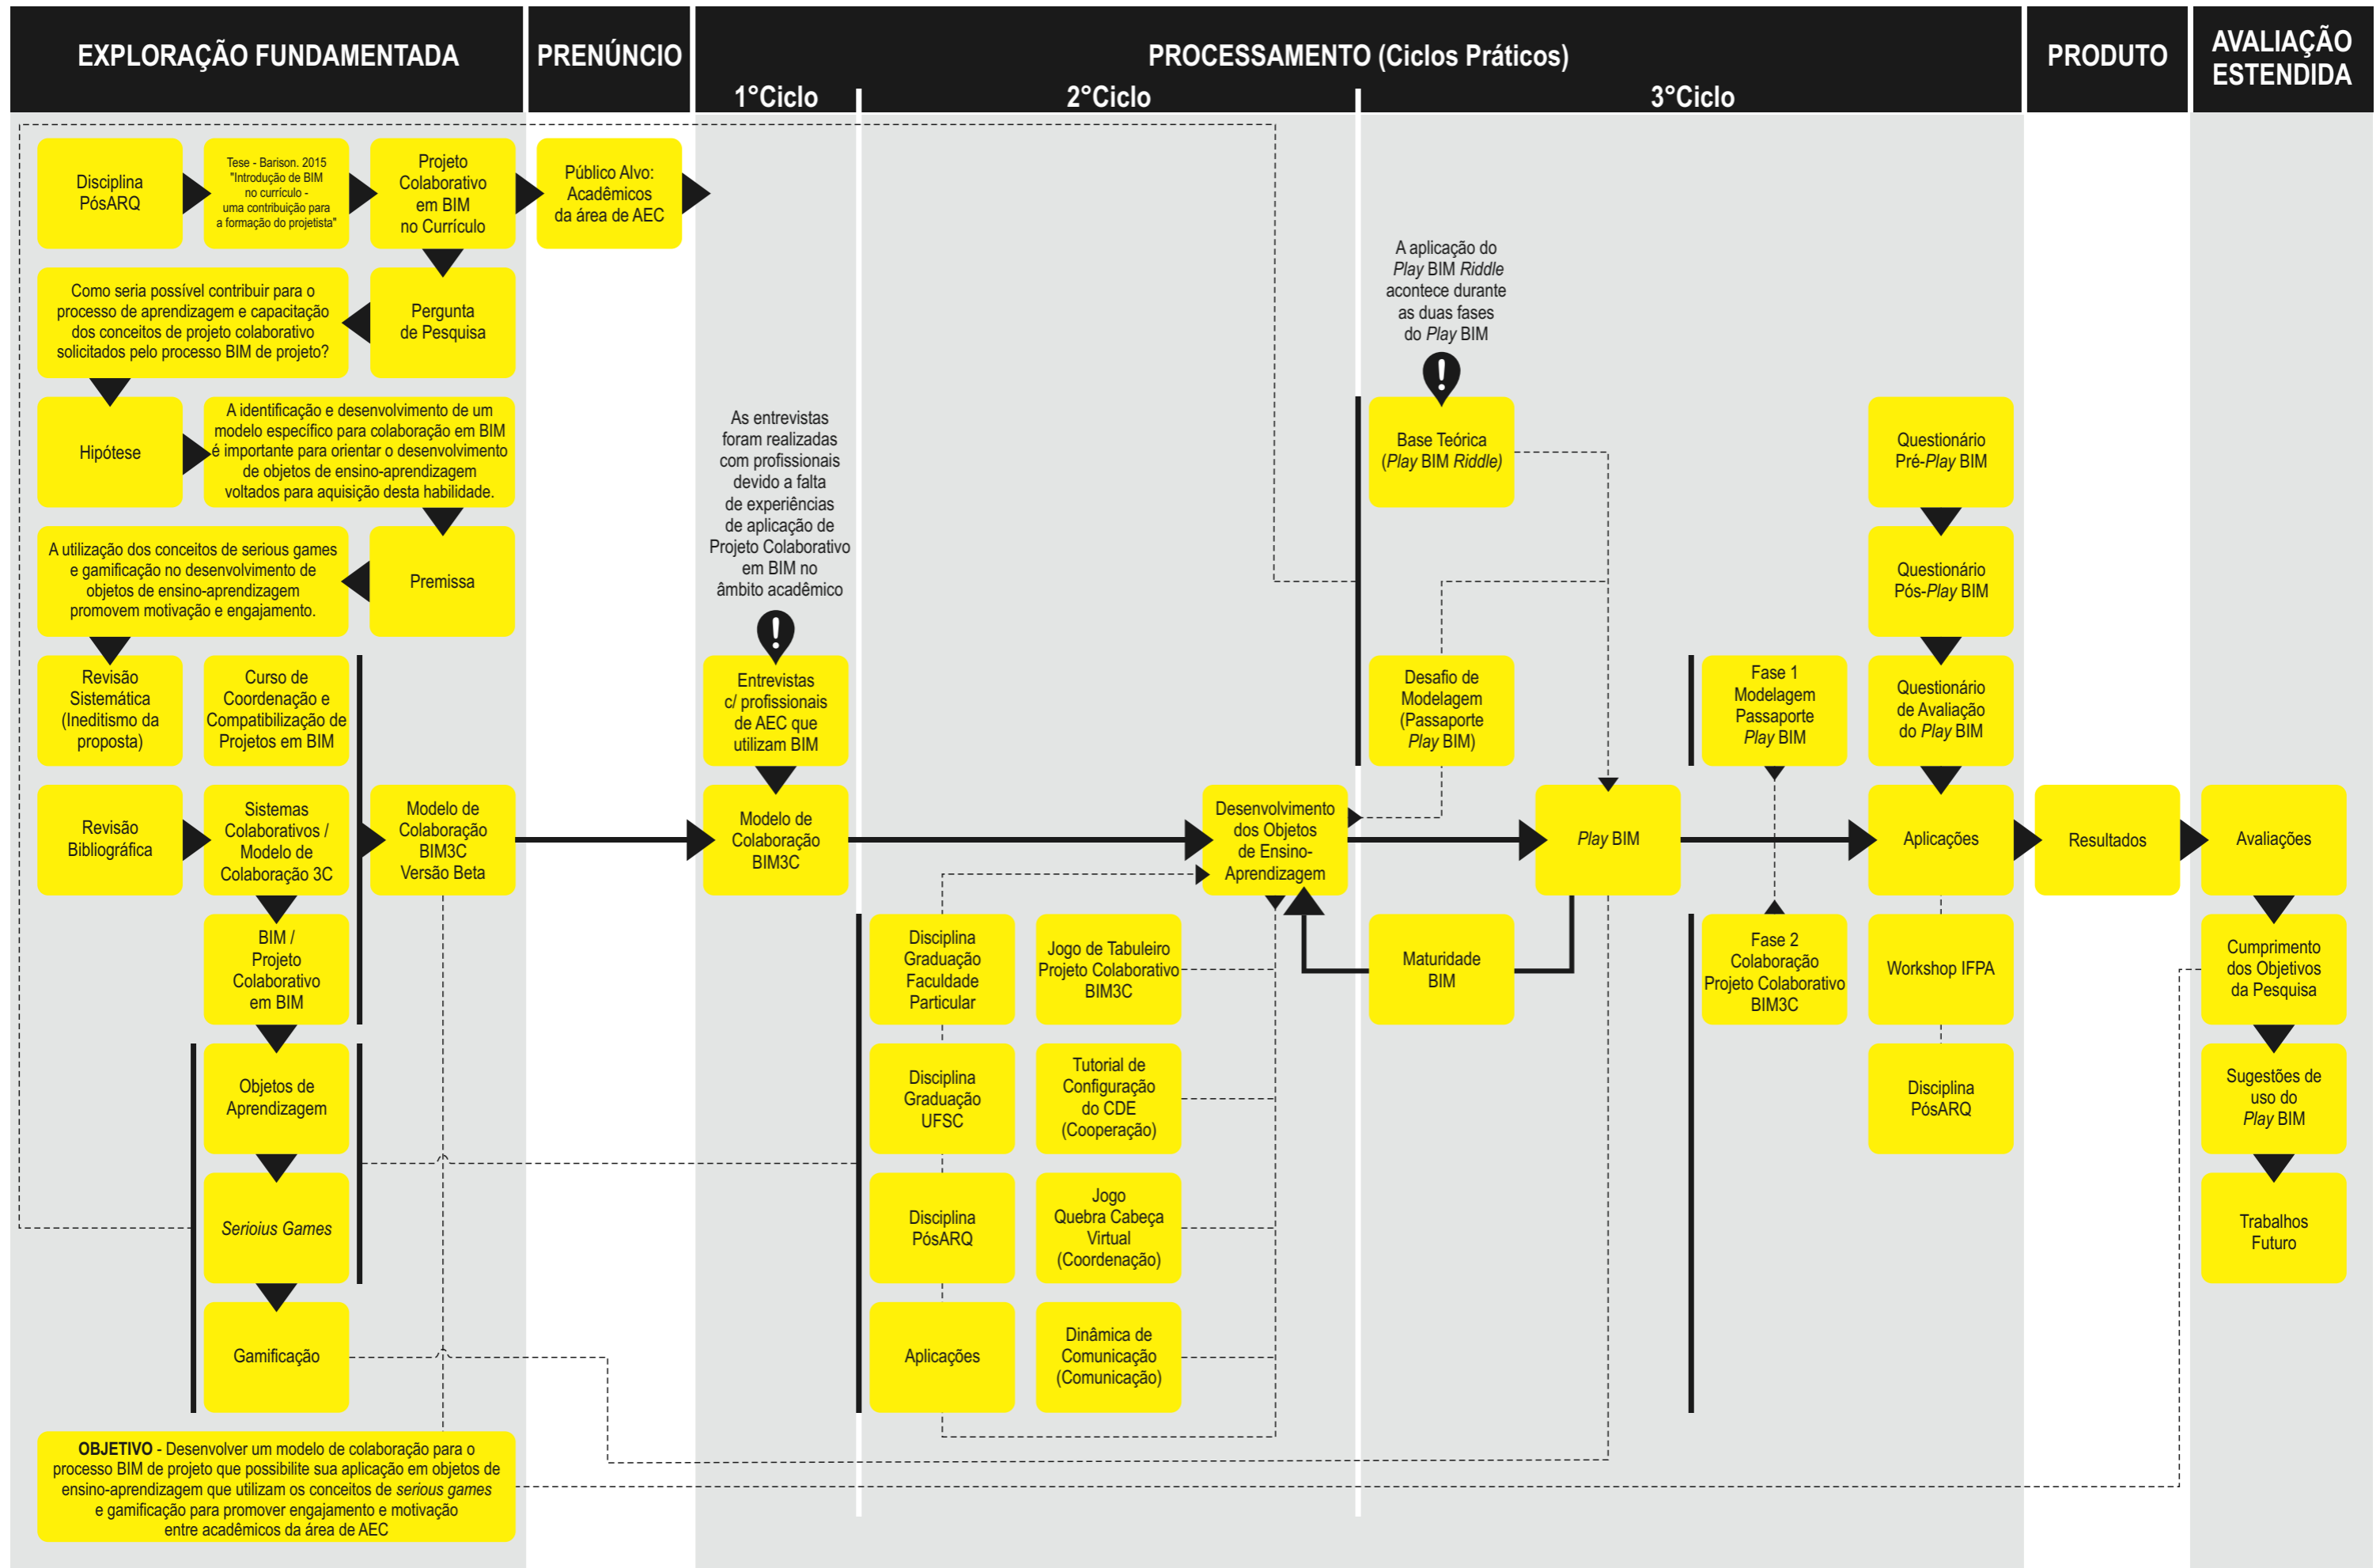 EXPLORAÇÃO FUNDAMENTADA
PRENÚNCIO
PROCESSAMENTO (Ciclos Práticos)
1°Ciclo
2°Ciclo
3°Ciclo
PRODUTO
AVALIAÇÃO
ESTENDIDA
Disciplina
PósARQ
Tese - Barison. 2015
"Introdução de BIM
no currículo -
uma contribuição para
a formação do projetista"
Projeto
Colaborativo
em BIM
no Currículo
Público Alvo:
Acadêmicos
da área de AEC
Como seria possível contribuir para o
processo de aprendizagem e capacitação
dos conceitos de projeto colaborativo
solicitados pelo processo BIM de projeto?
Pergunta
de Pesquisa
Hipótese
A identificação e desenvolvimento de um
modelo específico para colaboração em BIM
é importante para orientar o desenvolvimento
de objetos de ensino-aprendizagem
voltados para aquisição desta habilidade.
A utilização dos conceitos de serious games
e gamificação no desenvolvimento de
objetos de ensino-aprendizagem
promovem motivação e engajamento.
Premissa
Revisão
Sistemática
(Ineditismo da
proposta)
Curso de
Coordenação e
Compatibilização de
Projetos em BIM
Revisão
Bibliográfica
Sistemas
Colaborativos /
Modelo de
Colaboração 3C
Modelo de
Colaboração
BIM3C
Versão Beta
BIM /
Projeto
Colaborativo
em BIM
Objetos de
Aprendizagem
Serioius Games
Gamificação
OBJETIVO - Desenvolver um modelo de colaboração para o
processo BIM de projeto que possibilite sua aplicação em objetos de
ensino-aprendizagem que utilizam os conceitos de serious games
e gamificação para promover engajamento e motivação
entre acadêmicos da área de AEC
As entrevistas
foram realizadas
com profissionais
devido a falta
de experiências
de aplicação de
Projeto Colaborativo
em BIM no
âmbito acadêmico
!
Entrevistas
c/ profissionais
de AEC que
utilizam BIM
Modelo de
Colaboração
BIM3C
Desenvolvimento
dos Objetos
de Ensino-
Aprendizagem
Disciplina
Graduação
Faculdade
Particular
Jogo de Tabuleiro
Projeto Colaborativo
BIM3C
Disciplina
Graduação
UFSC
Tutorial de
Configuração
do CDE
(Cooperação)
Disciplina
PósARQ
Jogo
Quebra Cabeça
Virtual
(Coordenação)
Aplicações
Dinâmica de
Comunicação
(Comunicação)
A aplicação do
Play BIM Riddle
acontece durante
as duas fases
do Play BIM
!
Base Teórica
(Play BIM Riddle)
Desafio de
Modelagem
(Passaporte
Play BIM)
Play BIM
Maturidade
BIM
Fase 1
Modelagem
Passaporte
Play BIM
Fase 2
Colaboração
Projeto Colaborativo
BIM3C
Questionário
Pré-Play BIM
Questionário
Pós-Play BIM
Questionário
de Avaliação
do Play BIM
Aplicações
Workshop IFPA
Disciplina
PósARQ
Resultados
Avaliações
Cumprimento
dos Objetivos
da Pesquisa
Sugestões de
uso do
Play BIM
Trabalhos
Futuro